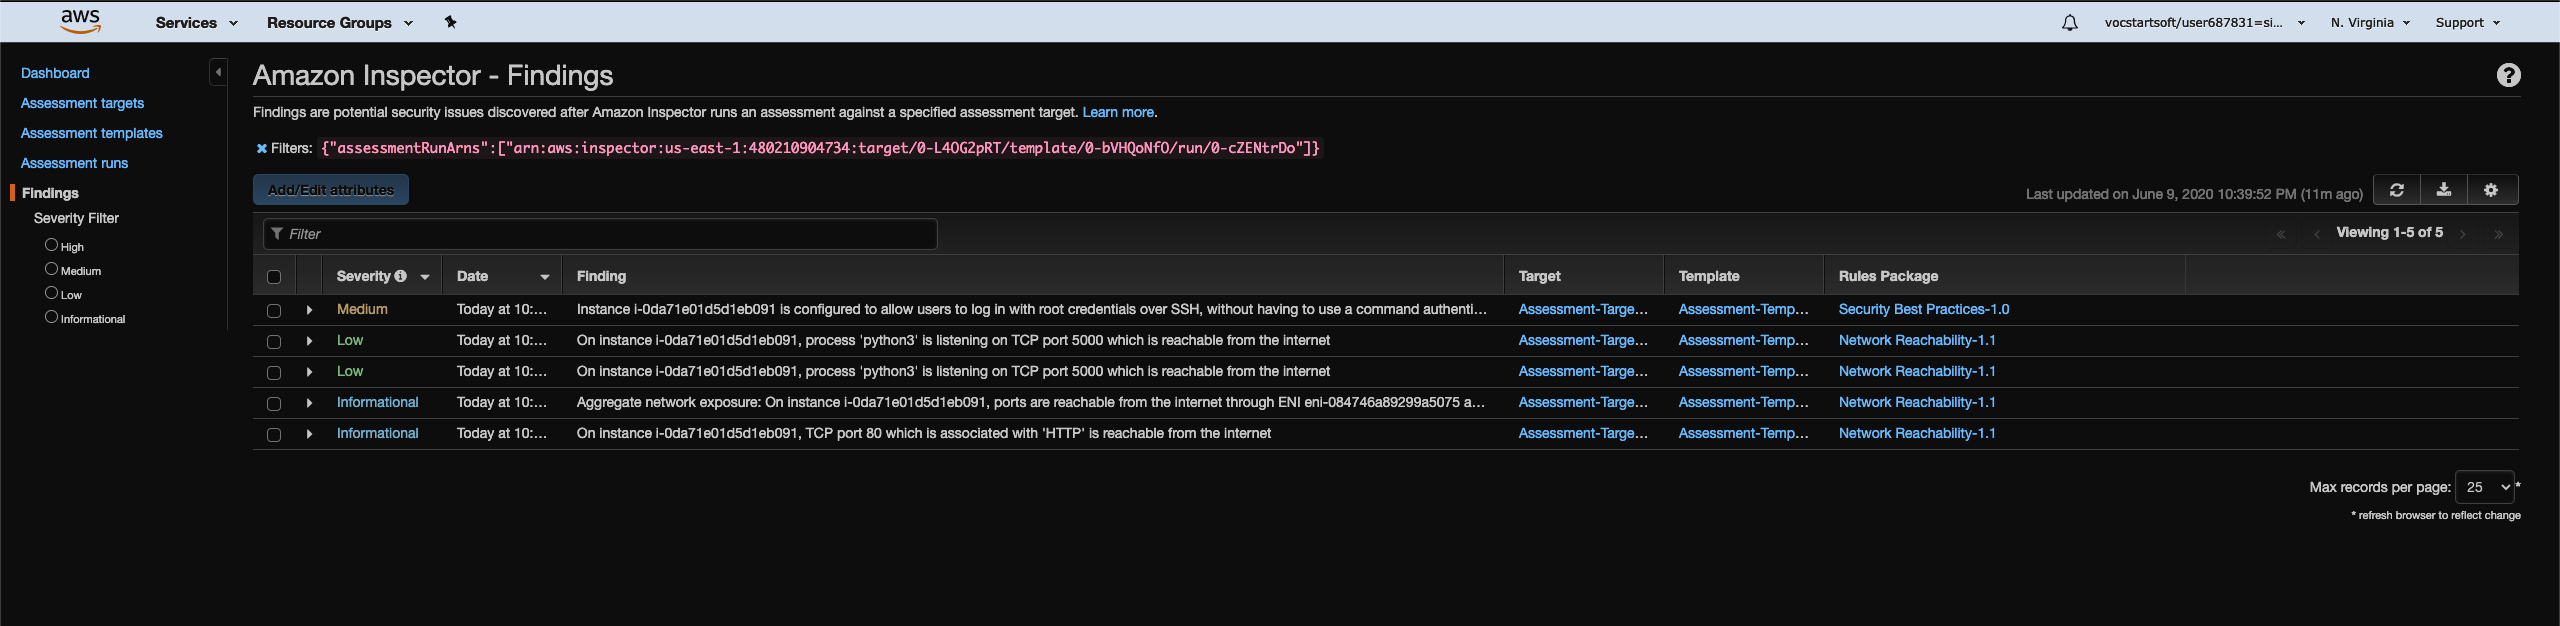 aws Services Resource Groups vocstartsoft/user687831=si... N. Virginia Support
Dashboard
Assessment targets
Assessment templates
Assessment runs
Findings
Severity Filter
High
Medium
Low
Informational
Amazon Inspector - Findings
Findings are potential security issues discovered after Amazon Inspector runs an assessment against a specified assessment target. Learn more.
Filters: {"assessmentRunArns":["arn:aws:inspector:us-east-1:480210904734:target/0-L4OG2pRT/template/0-bVHQoNfO/run/0-cZENtrDo"]}
Add/Edit attributes
Last updated on June 9, 2020 10:39:52 PM (11m ago)
Filter
« ‹ Viewing 1-5 of 5 › »
Severity Date Finding Target Template Rules Package
Medium Today at 10:... Instance i-0da71e01d5d1eb091 is configured to allow users to log in with root credentials over SSH, without having to use a command authenti... Assessment-Targe... Assessment-Temp... Security Best Practices-1.0
Low Today at 10:... On instance i-0da71e01d5d1eb091, process 'python3' is listening on TCP port 5000 which is reachable from the internet Assessment-Targe... Assessment-Temp... Network Reachability-1.1
Low Today at 10:... On instance i-0da71e01d5d1eb091, process 'python3' is listening on TCP port 5000 which is reachable from the internet Assessment-Targe... Assessment-Temp... Network Reachability-1.1
Informational Today at 10:... Aggregate network exposure: On instance i-0da71e01d5d1eb091, ports are reachable from the internet through ENI eni-084746a89299a5075 a... Assessment-Targe... Assessment-Temp... Network Reachability-1.1
Informational Today at 10:... On instance i-0da71e01d5d1eb091, TCP port 80 which is associated with 'HTTP' is reachable from the internet Assessment-Targe... Assessment-Temp... Network Reachability-1.1
Max records per page: 25 *
* refresh browser to reflect change